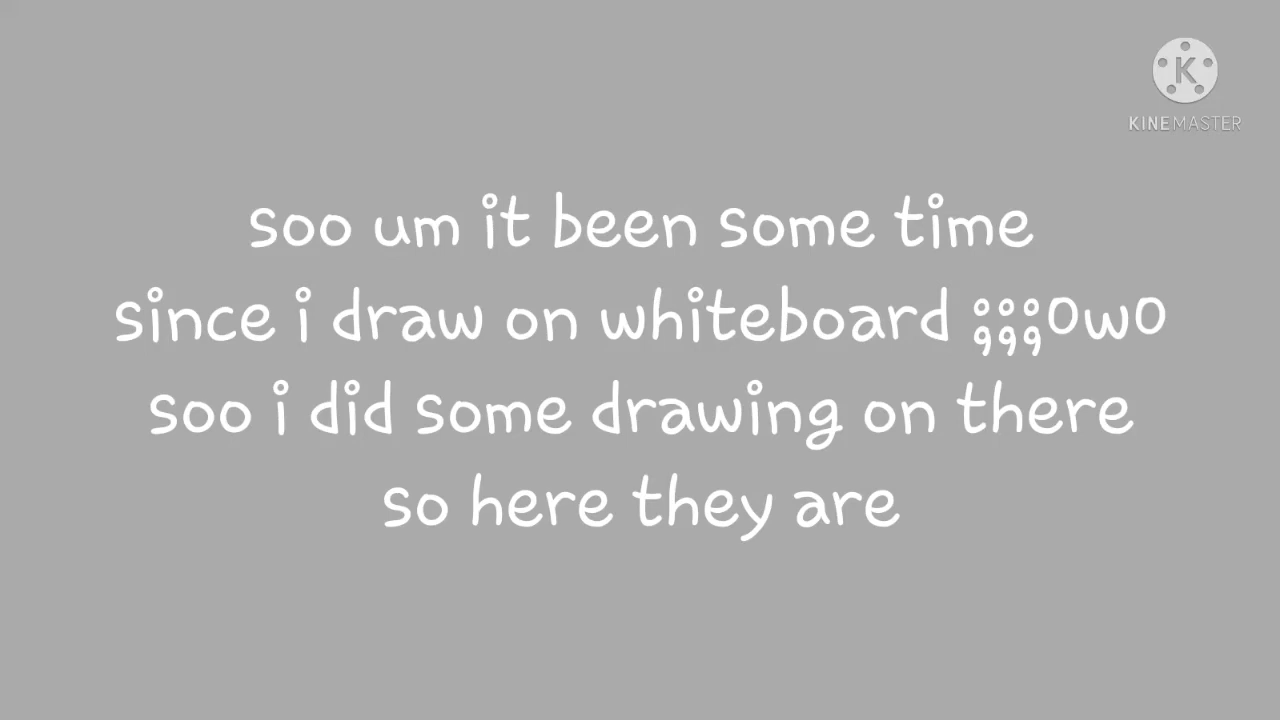 K
KINEMASTER
soo um it been some time
since i draw on whiteboard ;;;0w0
soo i did some drawing on there
so here they are